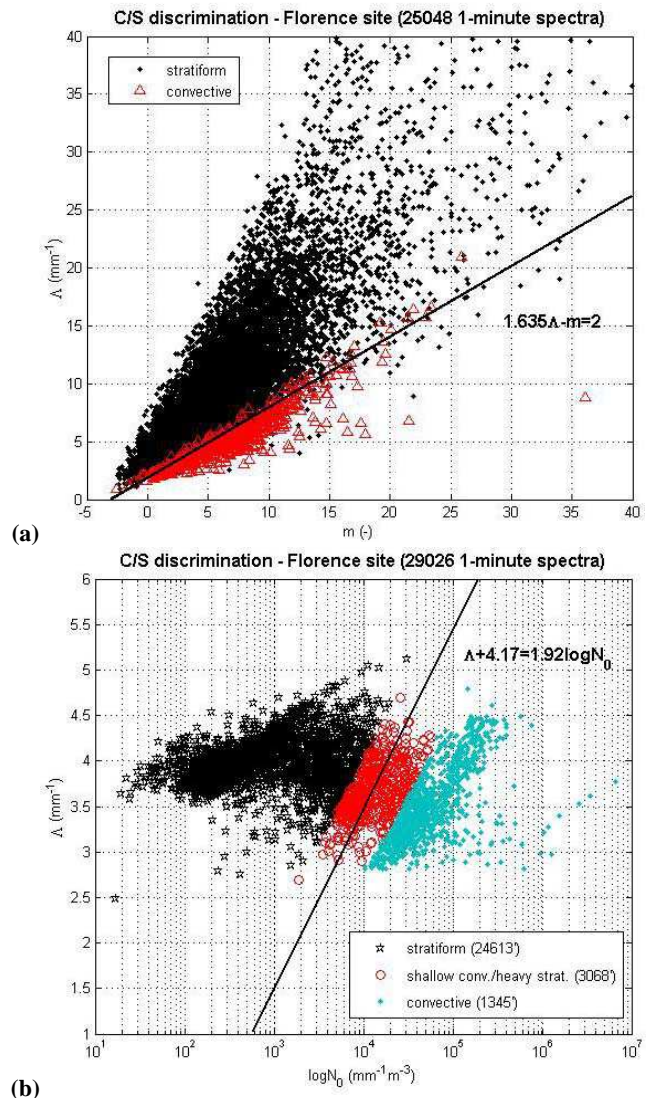 C/S discrimination - Florence site (25048 1-minute spectra)
40
35
30
25
20
15
10
5
0
Λ (mm⁻¹)
stratiform
convective
1.635Λ-m=2
-5 0 5 10 15 20 25 30 35 40
m (-)
(a)
C/S discrimination - Florence site (29026 1-minute spectra)
6
5.5
5
4.5
4
3.5
3
2.5
2
1.5
1
Λ (mm⁻¹)
Λ+4.17=1.92logN₀
stratiform (24613')
shallow conv./heavy strat. (3068')
convective (1345')
10¹ 10² 10³ 10⁴ 10⁵ 10⁶ 10⁷
logN₀ (mm⁻¹m⁻³)
(b)